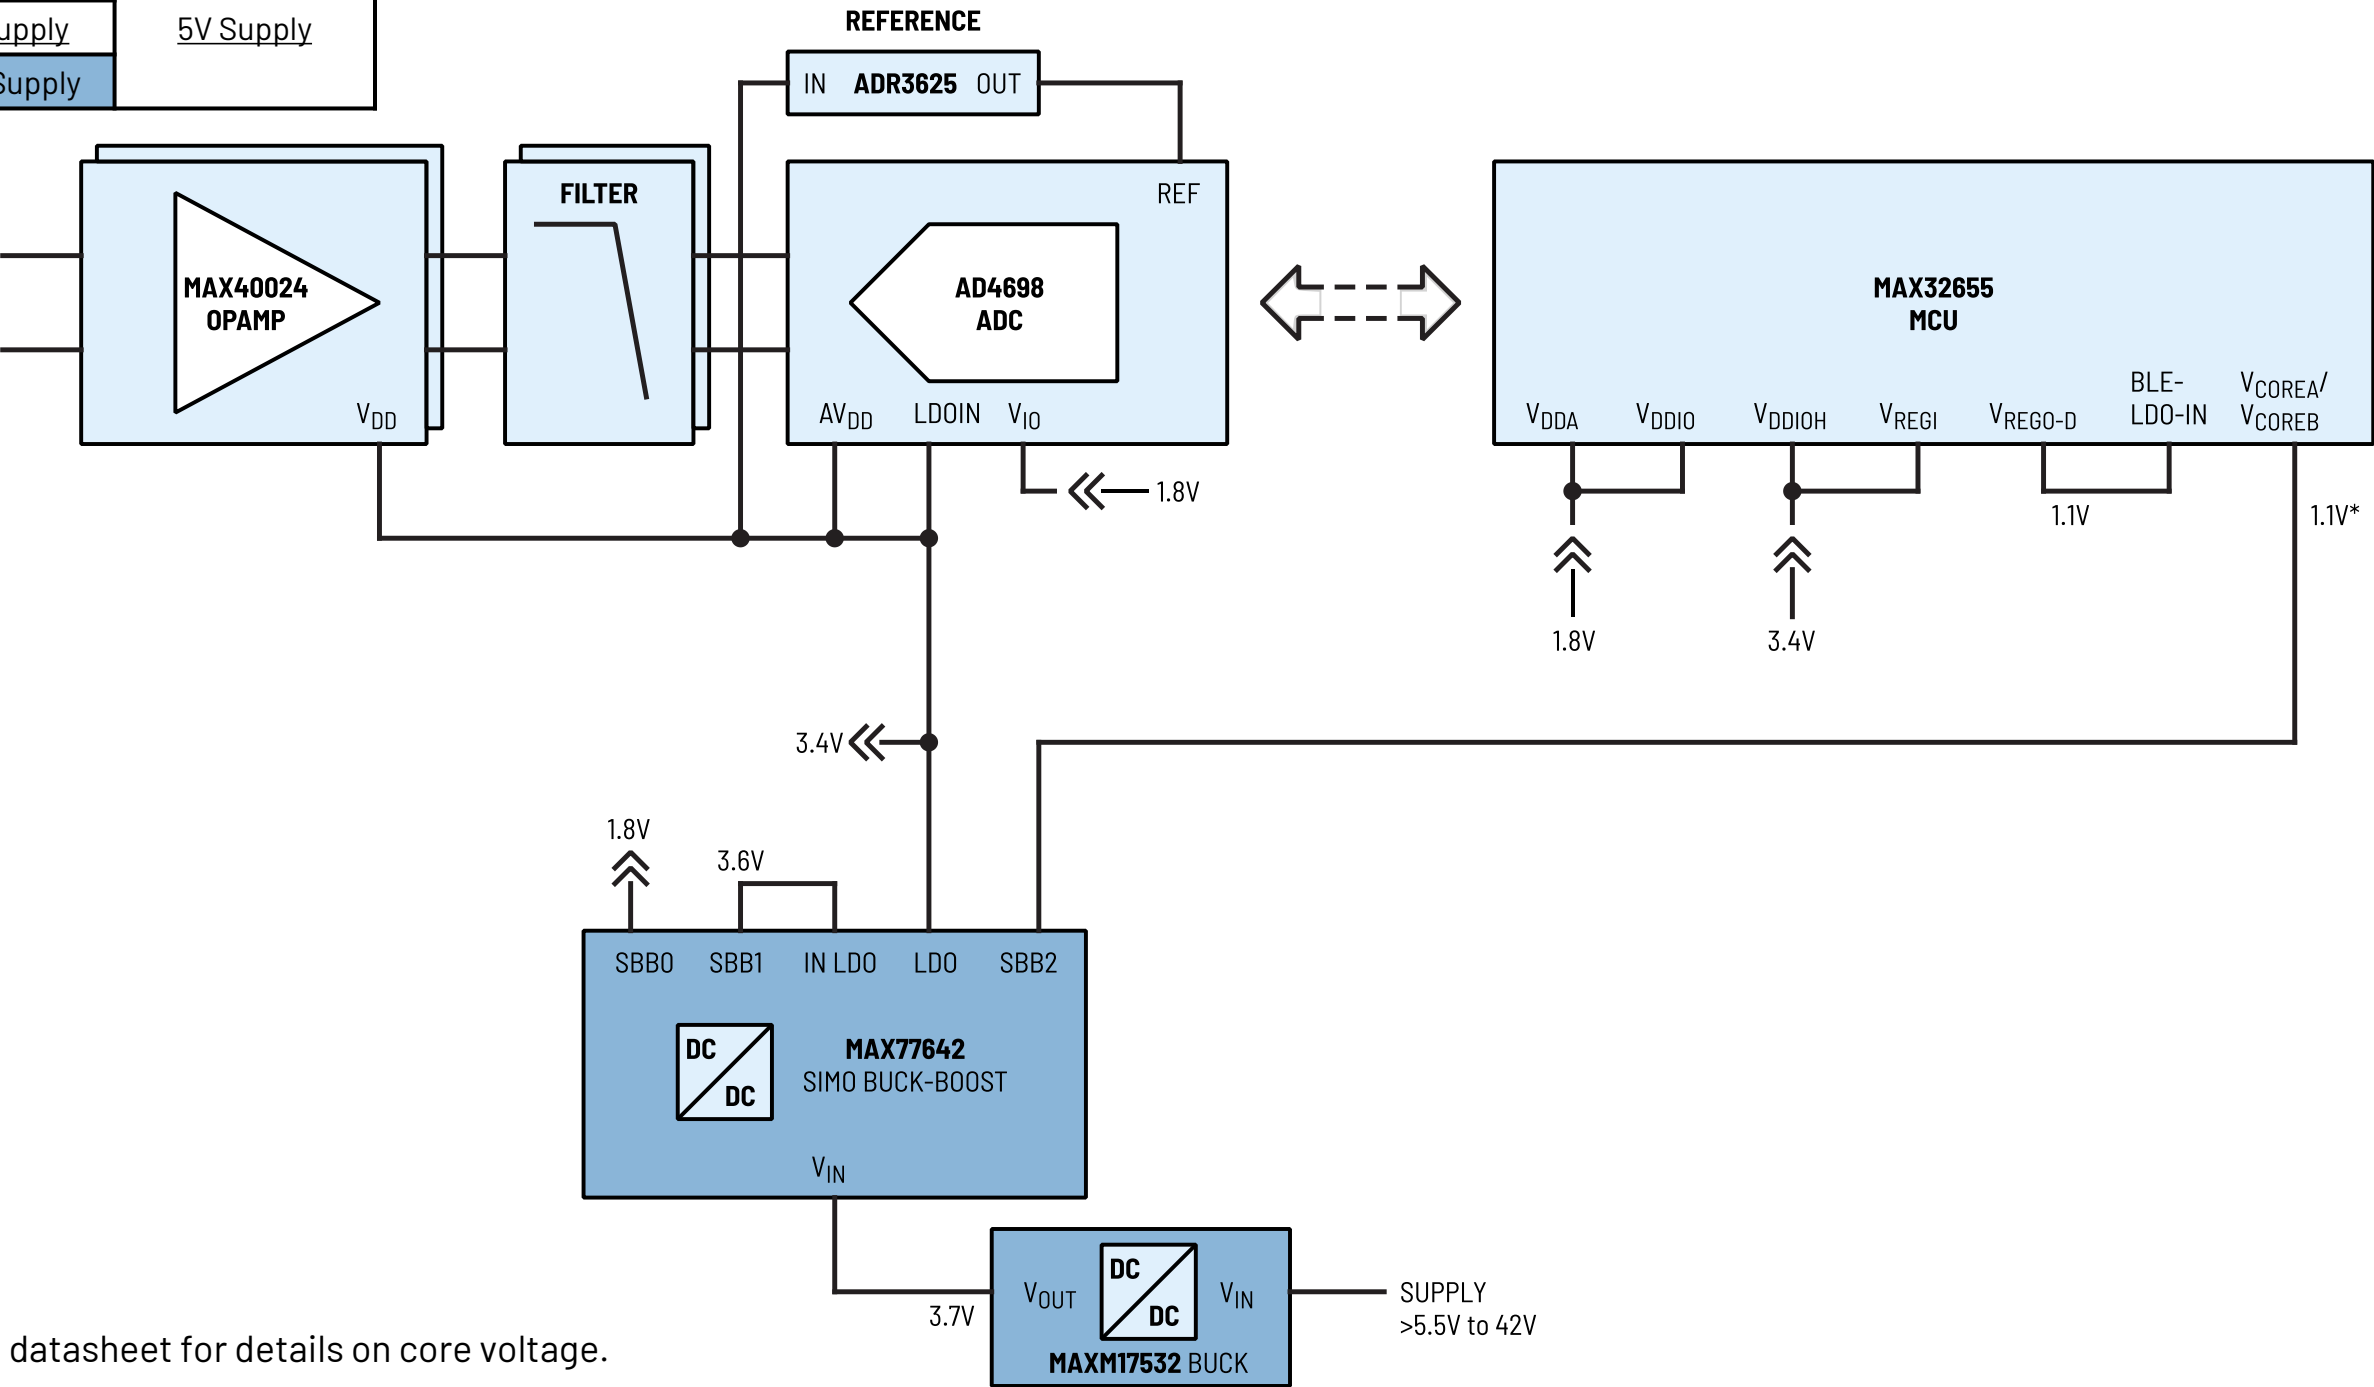 5V Supply
Supply
REFERENCE
IN ADR3625 OUT
FILTER
REF
MAX40024
OPAMP
AD4698
ADC
MAX32655
MCU
VDD
AVDD LDOIN VIO
VDDA VDDIO VDDIOH VREGI VREGO-D
BLE-
LDO-IN
VCOREA/
VCOREB
1.8V
1.1V
1.1V*
1.8V
3.4V
3.4V
1.8V
3.6V
SBB0 SBB1 IN LDO LDO SBB2
DC
DC
MAX77642
SIMO BUCK-BOOST
VIN
3.7V
VOUT
DC
DC
VIN
MAXM17532 BUCK
SUPPLY
>5.5V to 42V
datasheet for details on core voltage.